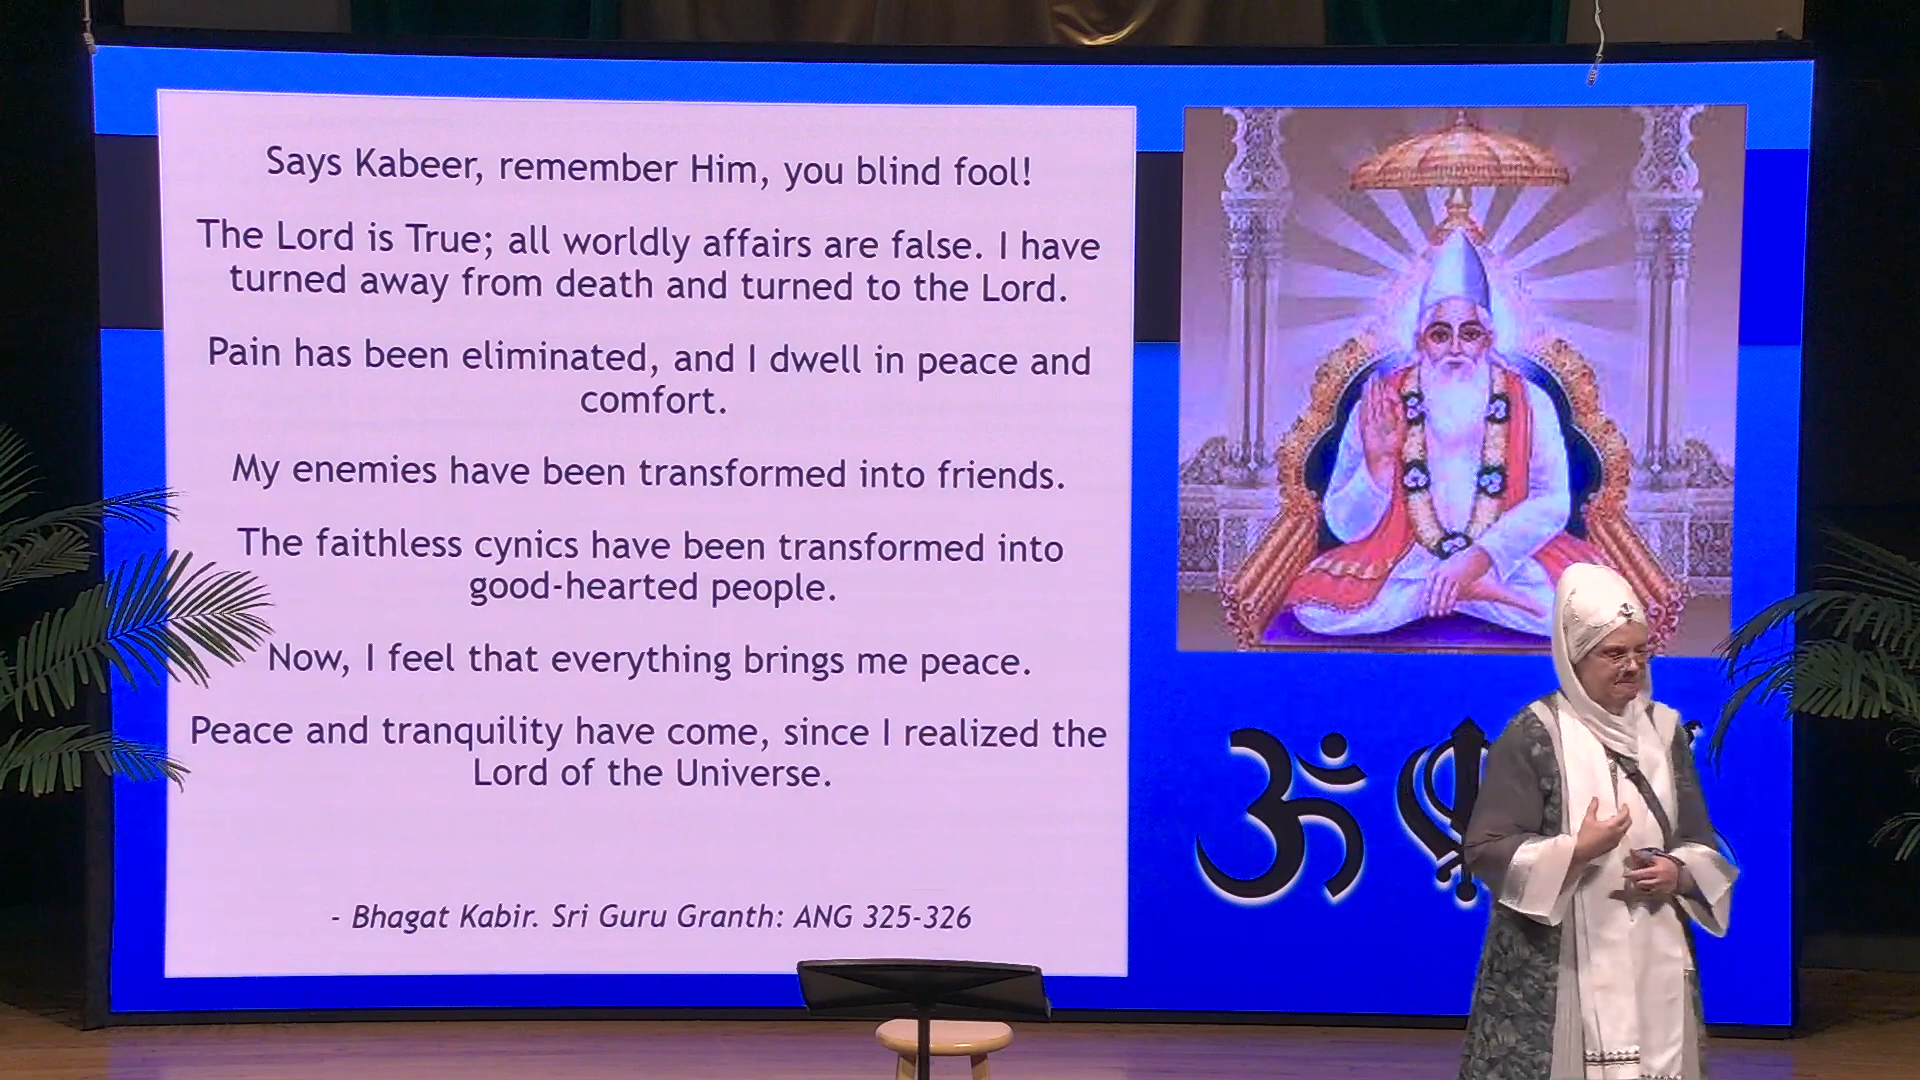 Says Kabeer, remember Him, you blind fool!
The Lord is True; all worldly affairs are false. I have
turned away from death and turned to the Lord.
Pain has been eliminated, and I dwell in peace and
comfort.
My enemies have been transformed into friends.
The faithless cynics have been transformed into
good-hearted people.
Now, I feel that everything brings me peace.
Peace and tranquility have come, since I realized the
Lord of the Universe.
- Bhagat Kabir. Sri Guru Granth: ANG 325-326
ॐ